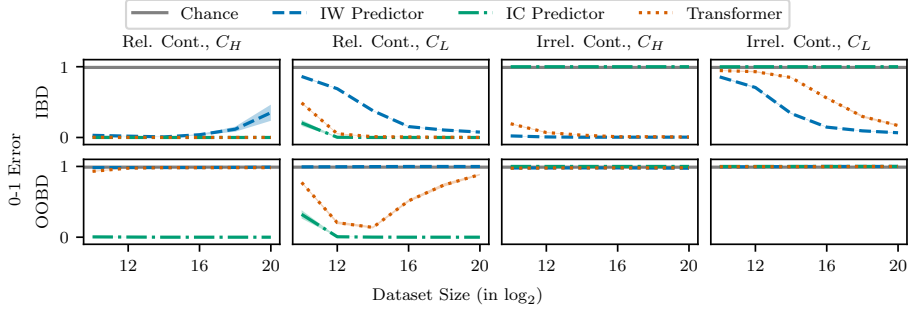 Chance IW Predictor IC Predictor Transformer
Rel. Cont., C_H Rel. Cont., C_L Irrel. Cont., C_H Irrel. Cont., C_L
0-1 Error
IBD
1
0
OOBD
1
0
12 16 20 12 16 20 12 16 20 12 16 20
Dataset Size (in log₂)